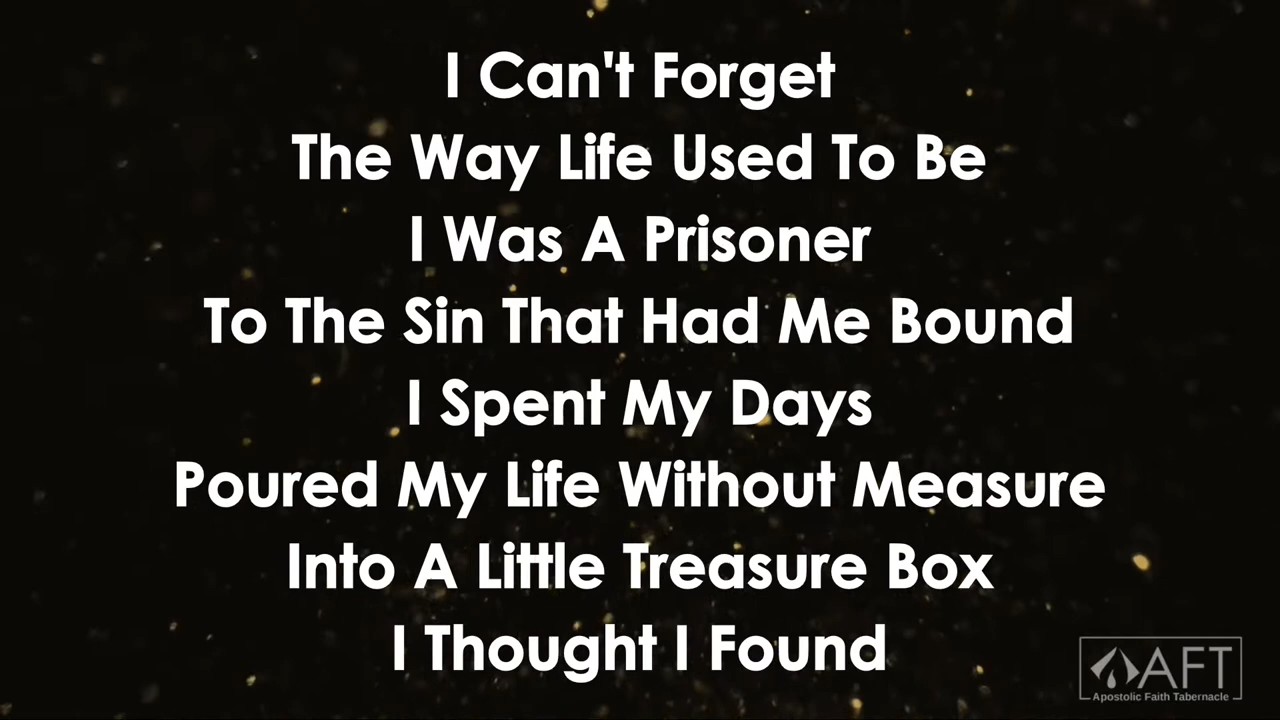 I Can't Forget
The Way Life Used To Be
I Was A Prisoner
To The Sin That Had Me Bound
I Spent My Days
Poured My Life Without Measure
Into A Little Treasure Box
I Thought I Found
AFT
Apostolic Faith Tabernacle